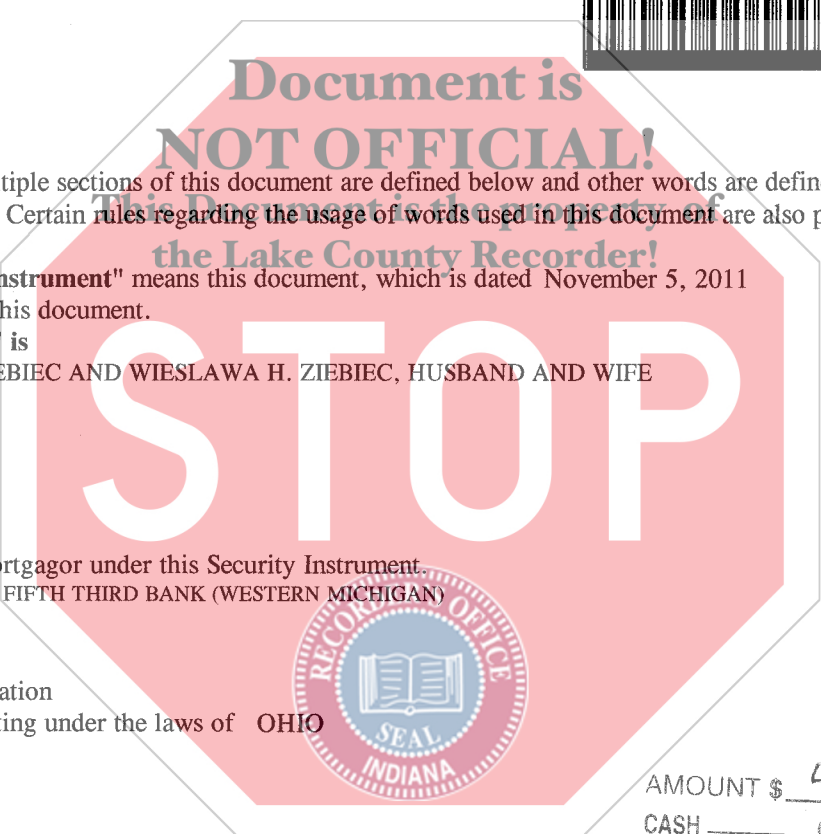 Document is
NOT OFFICIAL!
tiple sections of this document are defined below and other words are defin
This Document is the property of
Certain rules regarding the usage of words used in this document are also p
the Lake County Recorder!
nstrument" means this document, which is dated November 5, 2011
his document.
" is
EBIEC AND WIESLAWA H. ZIEBIEC, HUSBAND AND WIFE
STOP
ortgagor under this Security Instrument.
FIFTH THIRD BANK (WESTERN MICHIGAN)
RECORDER'S OFFICE
ation
ting under the laws of OHIO
SEAL
INDIANA
AMOUNT $
CASH